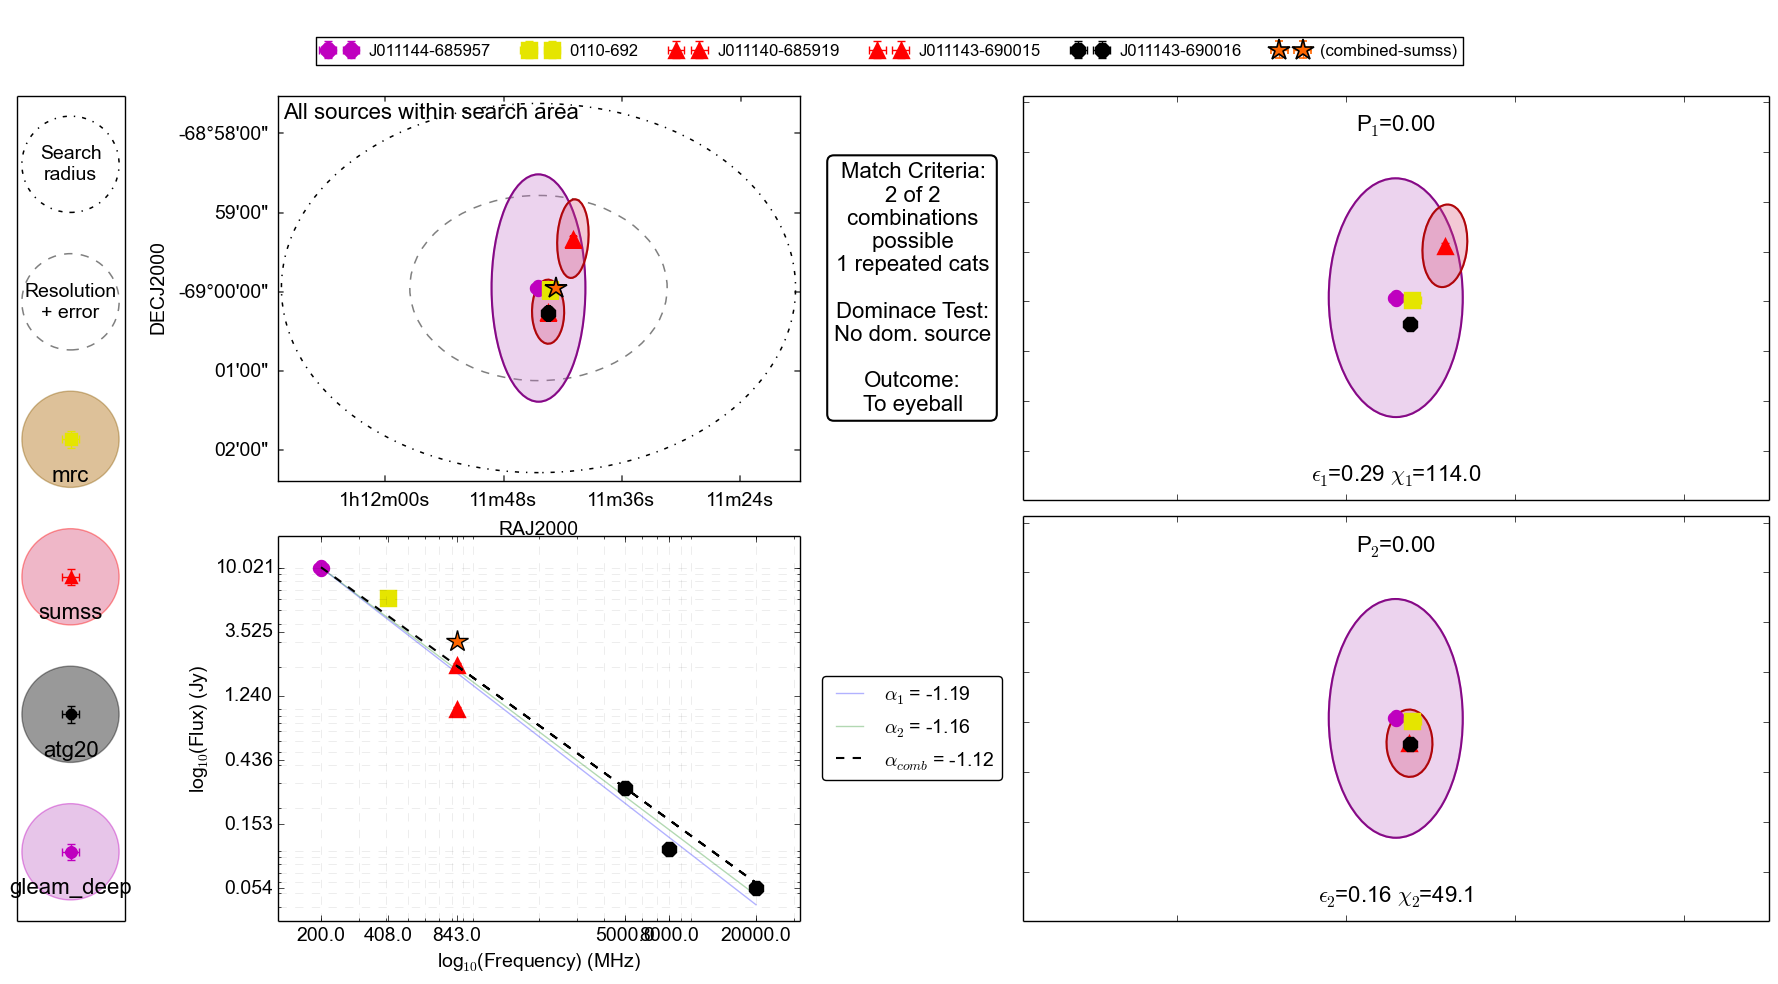 J011144-685957 0110-692 J011140-685919 J011143-690015 J011143-690016 (combined-sumss)
Search
radius
Resolution
+ error
mrc
sumss
atg20
gleam_deep
All sources within search area
DECJ2000
-68°58'00"
59'00"
-69°00'00"
01'00"
02'00"
1h12m00s 11m48s 11m36s 11m24s
RAJ2000
Match Criteria:
2 of 2
combinations
possible
1 repeated cats
Dominace Test:
No dom. source
Outcome:
To eyeball
P1=0.00
ϵ1=0.29 χ1=114.0
log10(Flux) (Jy)
10.021
3.525
1.240
0.436
0.153
0.054
200.0 408.0 843.0 5000.0 8000.0 20000.0
log10(Frequency) (MHz)
α1 = -1.19
α2 = -1.16
αcomb = -1.12
P2=0.00
ϵ2=0.16 χ2=49.1